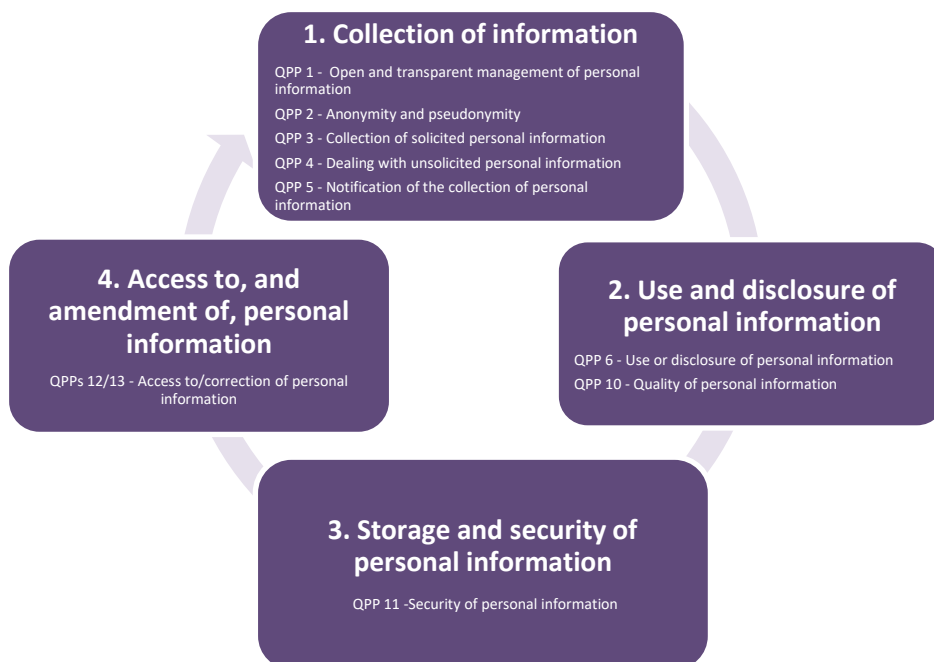 1. Collection of information
QPP 1 - Open and transparent management of personal
information
QPP 2 - Anonymity and pseudonymity
QPP 3 - Collection of solicited personal information
QPP 4 - Dealing with unsolicited personal information
QPP 5 - Notification of the collection of personal
information
2. Use and disclosure of
personal information
QPP 6 - Use or disclosure of personal information
QPP 10 - Quality of personal information
3. Storage and security of
personal information
QPP 11 -Security of personal information
4. Access to, and
amendment of, personal
information
QPPs 12/13 - Access to/correction of personal
information